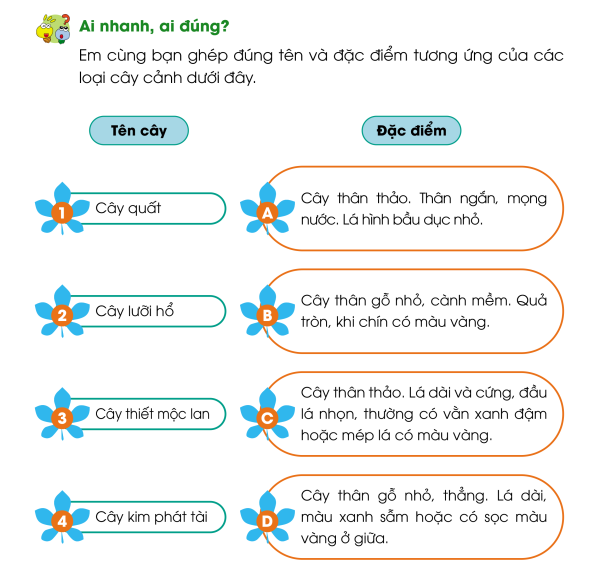 Ai nhanh, ai đúng?
Em cùng bạn ghép đúng tên và đặc điểm tương ứng của các
loại cây cảnh dưới đây.
Tên cây
Đặc điểm
1 Cây quất
A Cây thân thảo. Thân ngắn, mọng
nước. Lá hình bầu dục nhỏ.
2 Cây lưỡi hổ
B Cây thân gỗ nhỏ, cành mềm. Quả
tròn, khi chín có màu vàng.
3 Cây thiết mộc lan
C Cây thân thảo. Lá dài và cứng, đầu
lá nhọn, thường có vằn xanh đậm
hoặc mép lá có màu vàng.
4 Cây kim phát tài
D Cây thân gỗ nhỏ, thẳng. Lá dài,
màu xanh sẫm hoặc có sọc màu
vàng ở giữa.